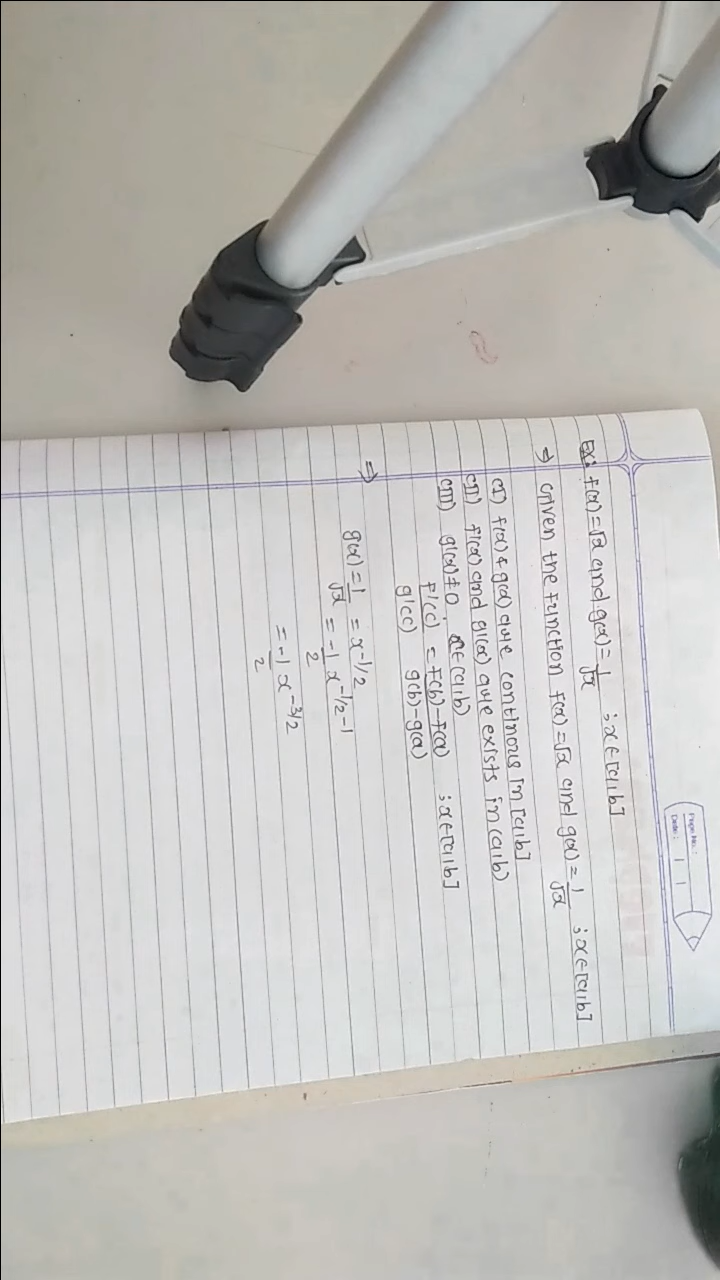 Page No. :
Date :
Ex: f(x) = √x and g(x) = 1/√x ; x ∈ [a, b]
⇒ Given the function f(x) = √x and g(x) = 1/√x ; x ∈ [a, b]
(I) f(x) & g(x) are continous in [a, b]
(II) f'(x) and g'(x) are exists in (a, b)
(III) g'(x) ≠ 0, x ∈ (a, b)
f'(c)/g'(c) = f(b) - f(a)/g(b) - g(a) ; x ∈ [a, b]
⇒ g(x) = 1/√x = x^-1/2
= -1/2 x^-1/2 - 1
= -1/2 x^-3/2